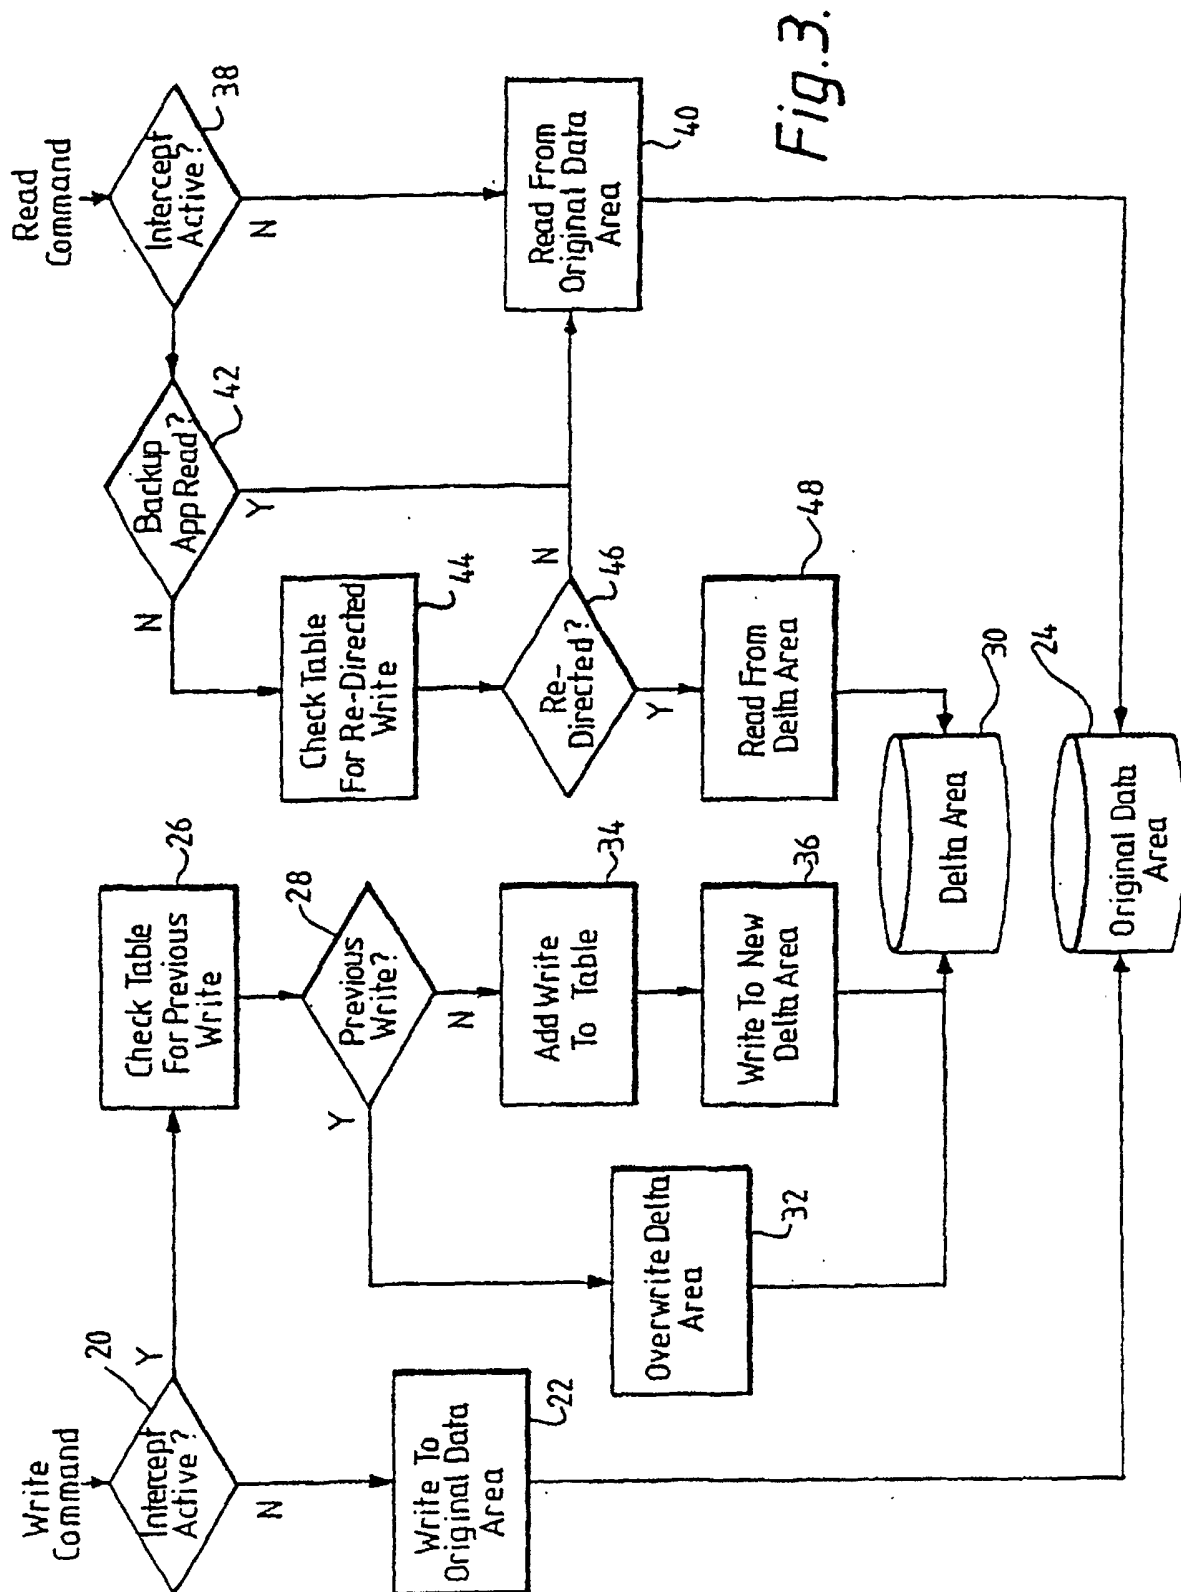 Write
Command
Intercept
Active?
20
Y
N
Write To
Original Data
Area
22
Check Table
For Previous
Write
26
Previous
Write?
28
Y
N
Overwrite Delta
Area
32
Add Write
To Table
34
Write To New
Delta Area
36
Read
Command
Intercept
Active?
38
N
Backup
App Read?
42
N
Y
Check Table
For Re-Directed
Write
44
Re-
Directed?
46
N
Y
Read From
Original Data
Area
40
Read From
Delta Area
48
Delta Area
30
Original Data
Area
24
Fig.3.